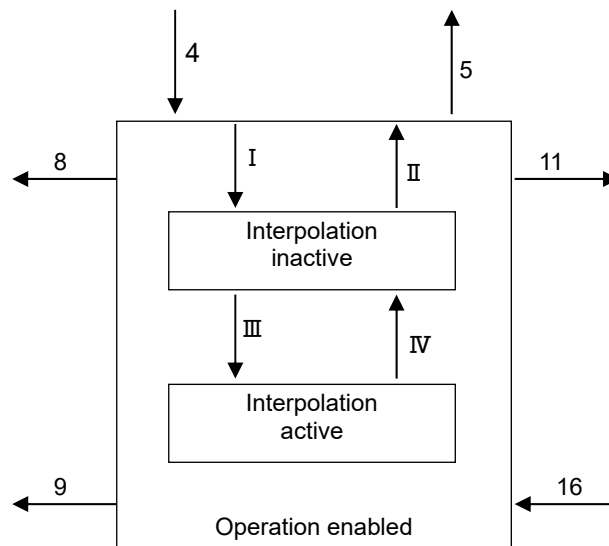 4
5
8
Ⅰ
Ⅱ
11
Interpolation
inactive
Ⅲ
Ⅳ
Interpolation
active
9
16
Operation enabled